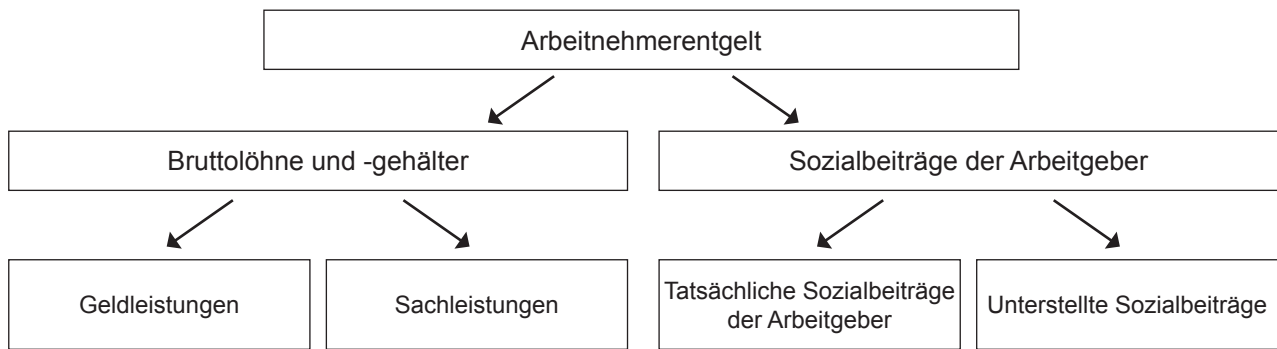 Arbeitnehmerentgelt
Bruttolöhne und -gehälter
Sozialbeiträge der Arbeitgeber
Geldleistungen
Sachleistungen
Tatsächliche Sozialbeiträge
der Arbeitgeber
Unterstellte Sozialbeiträge